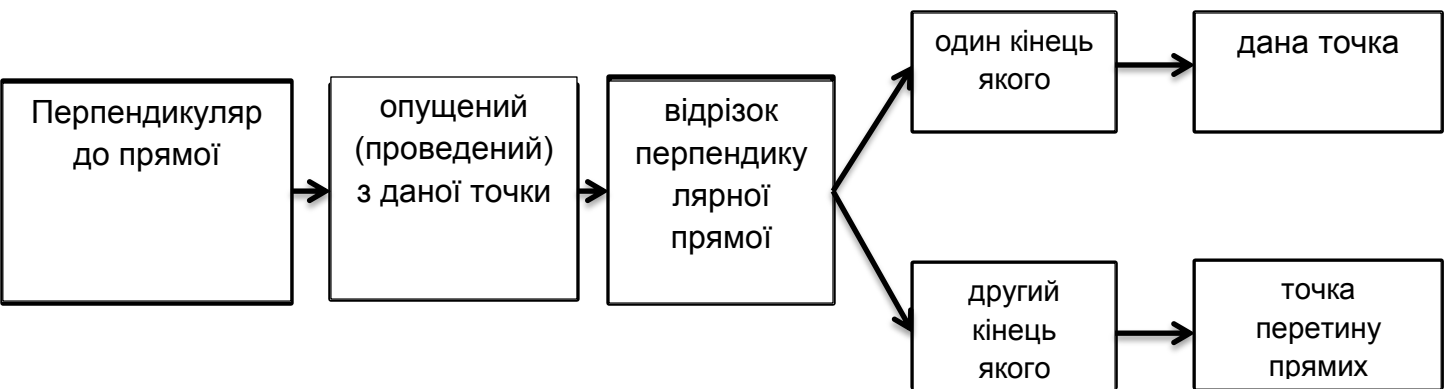 Перпендикуляр
до прямої
опущений
(проведений)
з даної точки
відрізок
перпендику
лярної
прямої
один кінець
якого
дана точка
другий
кінець
якого
точка
перетину
прямих